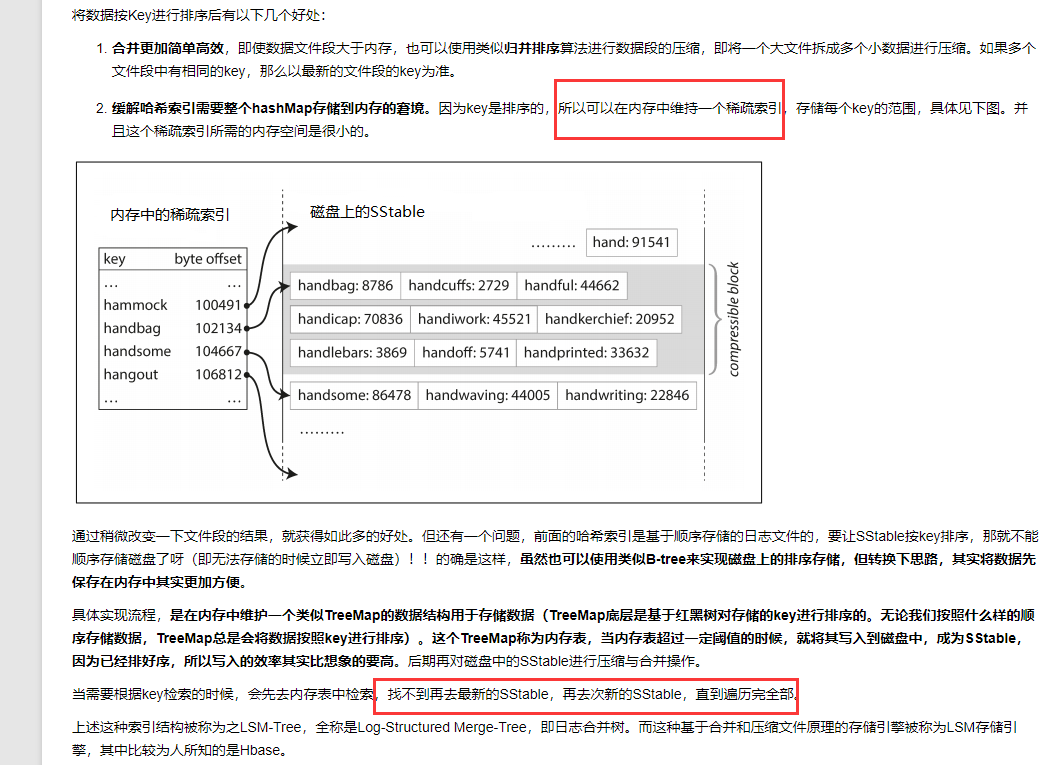 将数据按Key进行排序后有以下几个好处：
1. 合并更加简单高效，即使数据文件段大于内存，也可以使用类似归并排序算法进行数据段的压缩，即将一个大文件拆成多个小数据进行压缩。如果多个
文件段中有相同的key，那么以最新的文件段的key为准。
2. 缓解哈希索引需要整个hashMap存储到内存的窘境。因为key是排序的，所以可以在内存中维持一个稀疏索引，存储每个key的范围，具体见下图。并
且这个稀疏索引所需的内存空间是很小的。
内存中的稀疏索引
磁盘上的SStable
......... hand: 91541
key byte offset
... ...
hammock 100491
handbag 102134
handsome 104667
hangout 106812
... ...
handbag: 8786 handcuffs: 2729 handful: 44662
handicap: 70836 handiwork: 45521 handkerchief: 20952
handlebars: 3869 handoff: 5741 handprinted: 33632
handsome: 86478 handwaving: 44005 handwriting: 22846
.........
compressible block
通过稍微改变一下文件段的结果，就获得如此多的好处。但还有一个问题，前面的哈希索引是基于顺序存储的日志文件的，要让SStable按key排序，那就不能
顺序存储磁盘了呀（即无法存储的时候立即写入磁盘）！！的确是这样，虽然也可以使用类似B-tree来实现磁盘上的排序存储，但转换下思路，其实将数据先
保存在内存中其实更加方便。
具体实现流程，是在内存中维护一个类似TreeMap的数据结构用于存储数据（TreeMap底层是基于红黑树对存储的key进行排序的。无论我们按照什么样的顺
序存储数据，TreeMap总是会将数据按照key进行排序）。这个TreeMap称为内存表，当内存表超过一定阈值的时候，就将其写入到磁盘中，成为SStable，
因为已经排好序，所以写入的效率其实比想象的要高。后期再对磁盘中的SStable进行压缩与合并操作。
当需要根据key检索的时候，会先去内存表中检索，找不到再去最新的SStable，再去次新的SStable，直到遍历完全部。
上述这种索引结构被称为之LSM-Tree，全称是Log-Structured Merge-Tree，即日志合并树。而这种基于合并和压缩文件原理的存储引擎被称为LSM存储引
擎，其中比较为人所知的是Hbase。